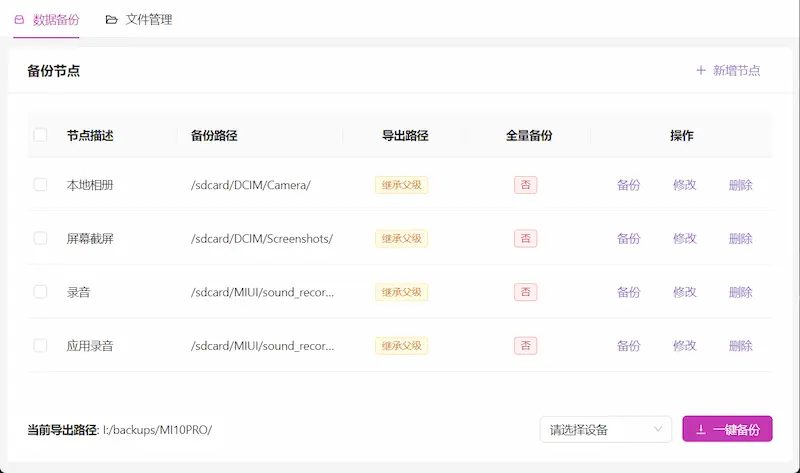 数据备份 文件管理
备份节点 新增节点
节点描述 备份路径 导出路径 全量备份 操作
本地相册 /sdcard/DCIM/Camera/ 继承父级 否 备份 修改 删除
屏幕截屏 /sdcard/DCIM/Screenshots/ 继承父级 否 备份 修改 删除
录音 /sdcard/MIUI/sound_recor... 继承父级 否 备份 修改 删除
应用录音 /sdcard/MIUI/sound_recor... 继承父级 否 备份 修改 删除
当前导出路径: I:/backups/MI10PRO/ 请选择设备 一键备份